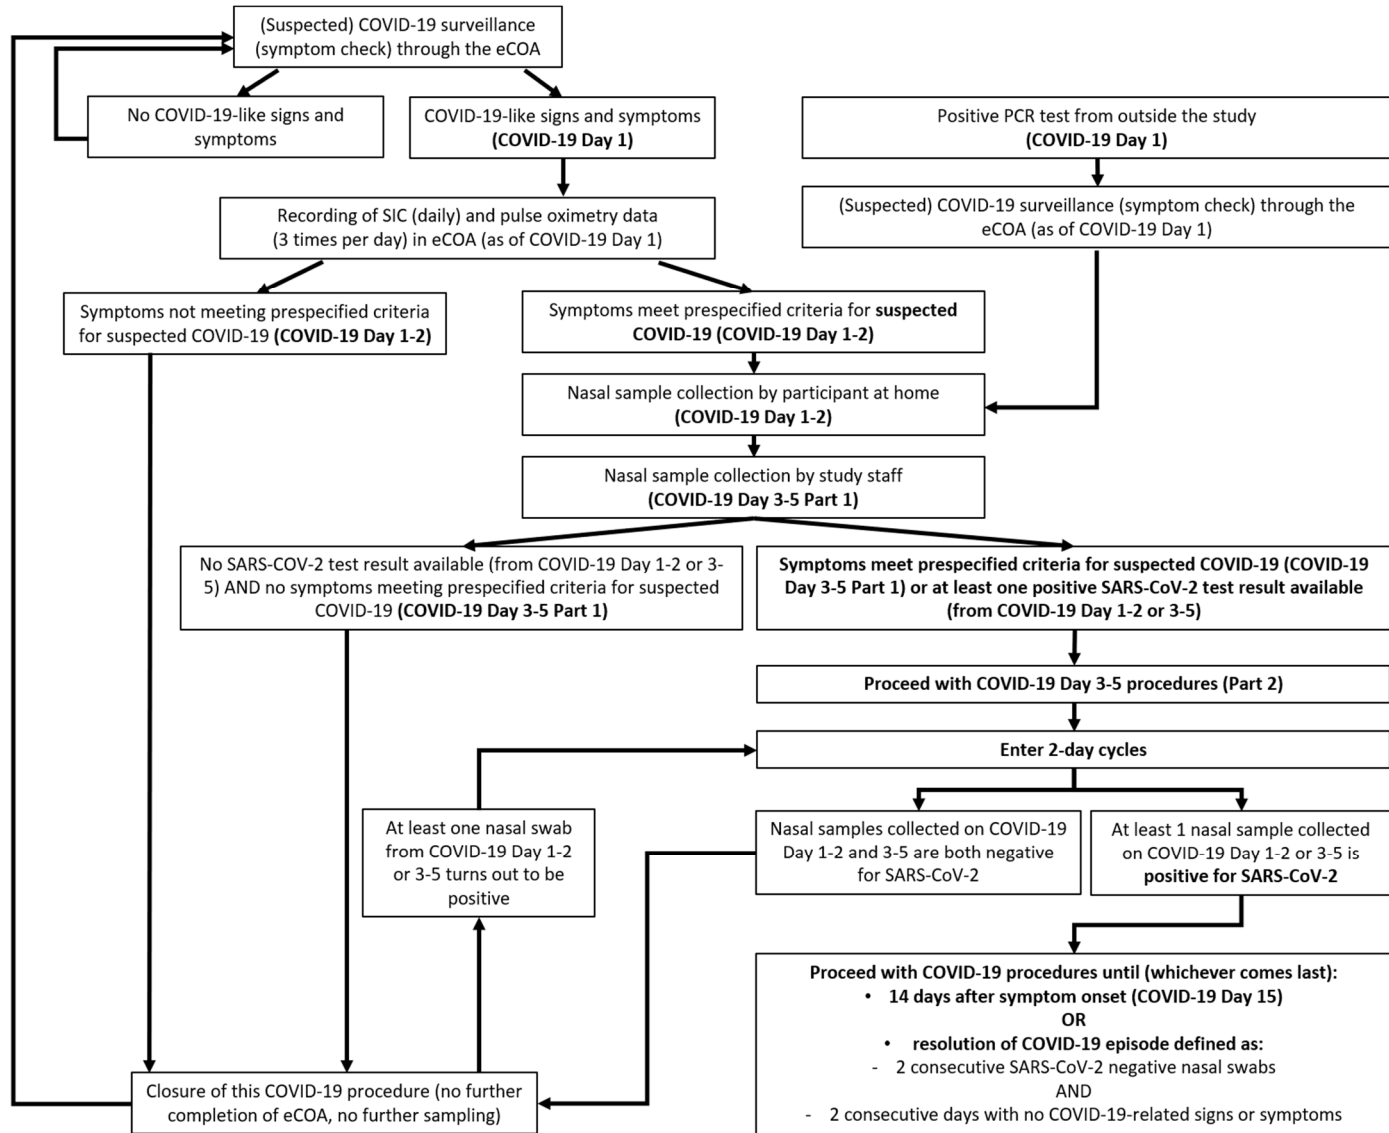 (Suspected) COVID-19 surveillance
(symptom check) through the eCOA
No COVID-19-like signs and
symptoms
COVID-19-like signs and symptoms
(COVID-19 Day 1)
Positive PCR test from outside the study
(COVID-19 Day 1)
Recording of SIC (daily) and pulse oximetry data
(3 times per day) in eCOA (as of COVID-19 Day 1)
(Suspected) COVID-19 surveillance (symptom check) through the
eCOA (as of COVID-19 Day 1)
Symptoms not meeting prespecified criteria
for suspected COVID-19 (COVID-19 Day 1-2)
Symptoms meet prespecified criteria for suspected
COVID-19 (COVID-19 Day 1-2)
Nasal sample collection by participant at home
(COVID-19 Day 1-2)
Nasal sample collection by study staff
(COVID-19 Day 3-5 Part 1)
No SARS-COV-2 test result available (from COVID-19 Day 1-2 or 3-
5) AND no symptoms meeting prespecified criteria for suspected
COVID-19 (COVID-19 Day 3-5 Part 1)
Symptoms meet prespecified criteria for suspected COVID-19 (COVID-19
Day 3-5 Part 1) or at least one positive SARS-CoV-2 test result available
(from COVID-19 Day 1-2 or 3-5)
Proceed with COVID-19 Day 3-5 procedures (Part 2)
Enter 2-day cycles
At least one nasal swab
from COVID-19 Day 1-2
or 3-5 turns out to be
positive
Nasal samples collected on COVID-19
Day 1-2 and 3-5 are both negative
for SARS-CoV-2
At least 1 nasal sample collected
on COVID-19 Day 1-2 or 3-5 is
positive for SARS-CoV-2
Proceed with COVID-19 procedures until (whichever comes last):
• 14 days after symptom onset (COVID-19 Day 15)
OR
• resolution of COVID-19 episode defined as:
- 2 consecutive SARS-CoV-2 negative nasal swabs
AND
- 2 consecutive days with no COVID-19-related signs or symptoms
Closure of this COVID-19 procedure (no further
completion of eCOA, no further sampling)